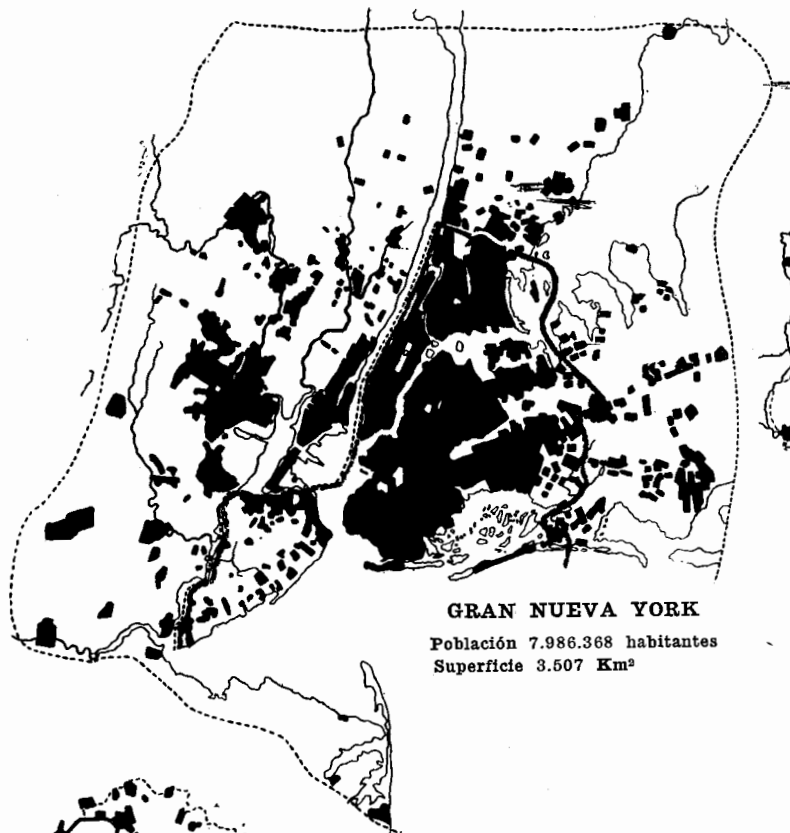 GRAN NUEVA YORK
Población 7.986.368 habitantes
Superficie 3.507 Km²